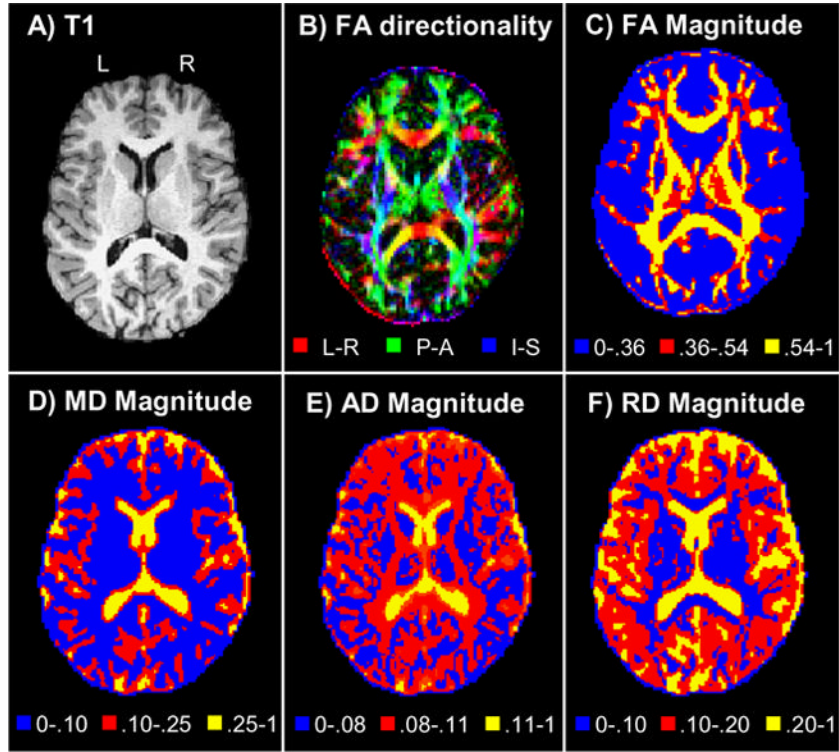 A) T1
L R
B) FA directionality
L-R P-A I-S
C) FA Magnitude
0-.36 .36-.54 .54-1
D) MD Magnitude
0-.10 .10-.25 .25-1
E) AD Magnitude
0-.08 .08-.11 .11-1
F) RD Magnitude
0-.10 .10-.20 .20-1